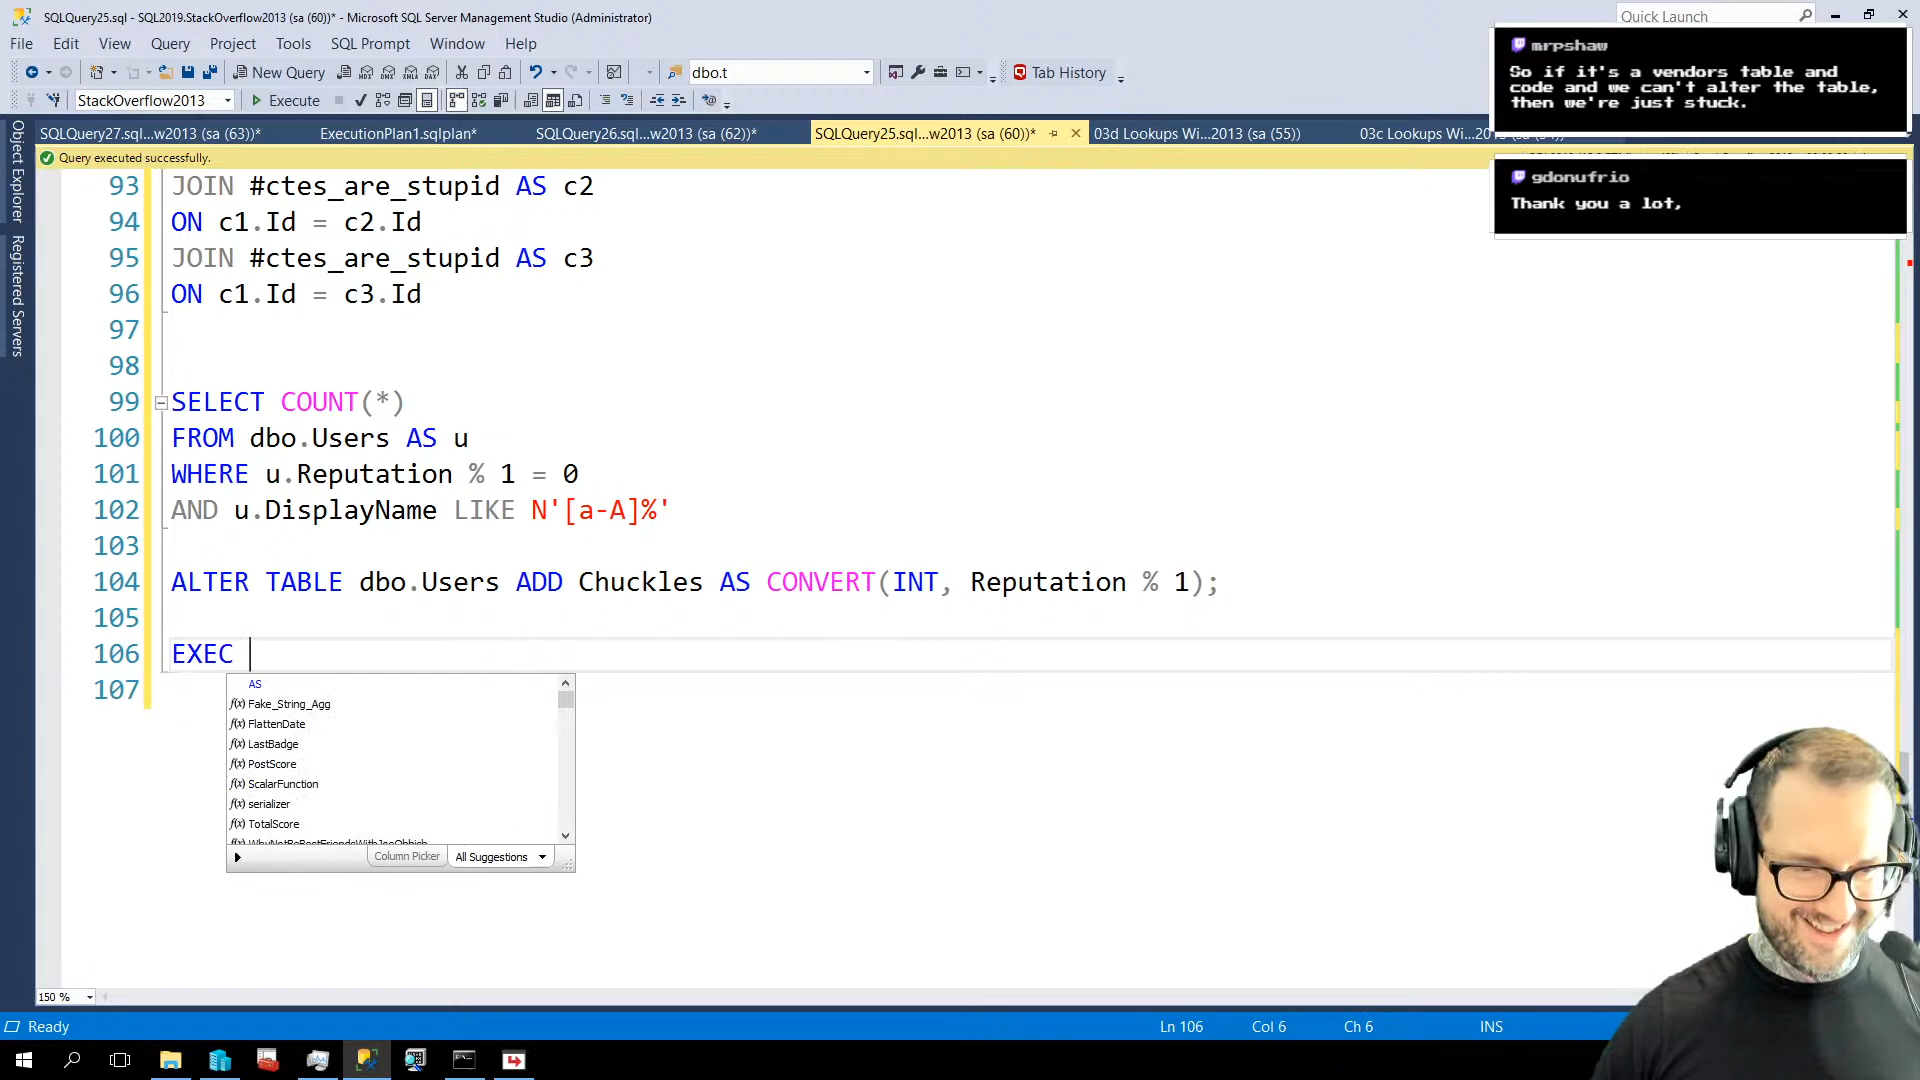 SQLQuery25.sql - SQL2019.StackOverflow2013 (sa (60))* - Microsoft SQL Server Management Studio (Administrator)
Quick Launch
File Edit View Query Project Tools SQL Prompt Window Help
New Query
dbo.t
Tab History
StackOverflow2013
Execute
SQLQuery27.sql...w2013 (sa (63))*
ExecutionPlan1.sqlplan*
SQLQuery26.sql...w2013 (sa (62))*
SQLQuery25.sql...w2013 (sa (60))*
03d Lookups Wi...2013 (sa (55))
03c Lookups Wi...2013
Query executed successfully.
mrpshaw
So if it's a vendors table and
code and we can't alter the table,
then we're just stuck.
gdonufrio
Thank you a lot,
Object Explorer
Registered Servers
93 JOIN #ctes_are_stupid AS c2
94 ON c1.Id = c2.Id
95 JOIN #ctes_are_stupid AS c3
96 ON c1.Id = c3.Id
97
98
99 SELECT COUNT(*)
100 FROM dbo.Users AS u
101 WHERE u.Reputation % 1 = 0
102 AND u.DisplayName LIKE N'[a-A]%'
103
104 ALTER TABLE dbo.Users ADD Chuckles AS CONVERT(INT, Reputation % 1);
105
106 EXEC
107
AS
f(x) Fake_String_Agg
f(x) FlattenDate
f(x) LastBadge
f(x) PostScore
f(x) ScalarFunction
f(x) serializer
f(x) TotalScore
Column Picker
All Suggestions
150 %
Ready
Ln 106
Col 6
Ch 6
INS